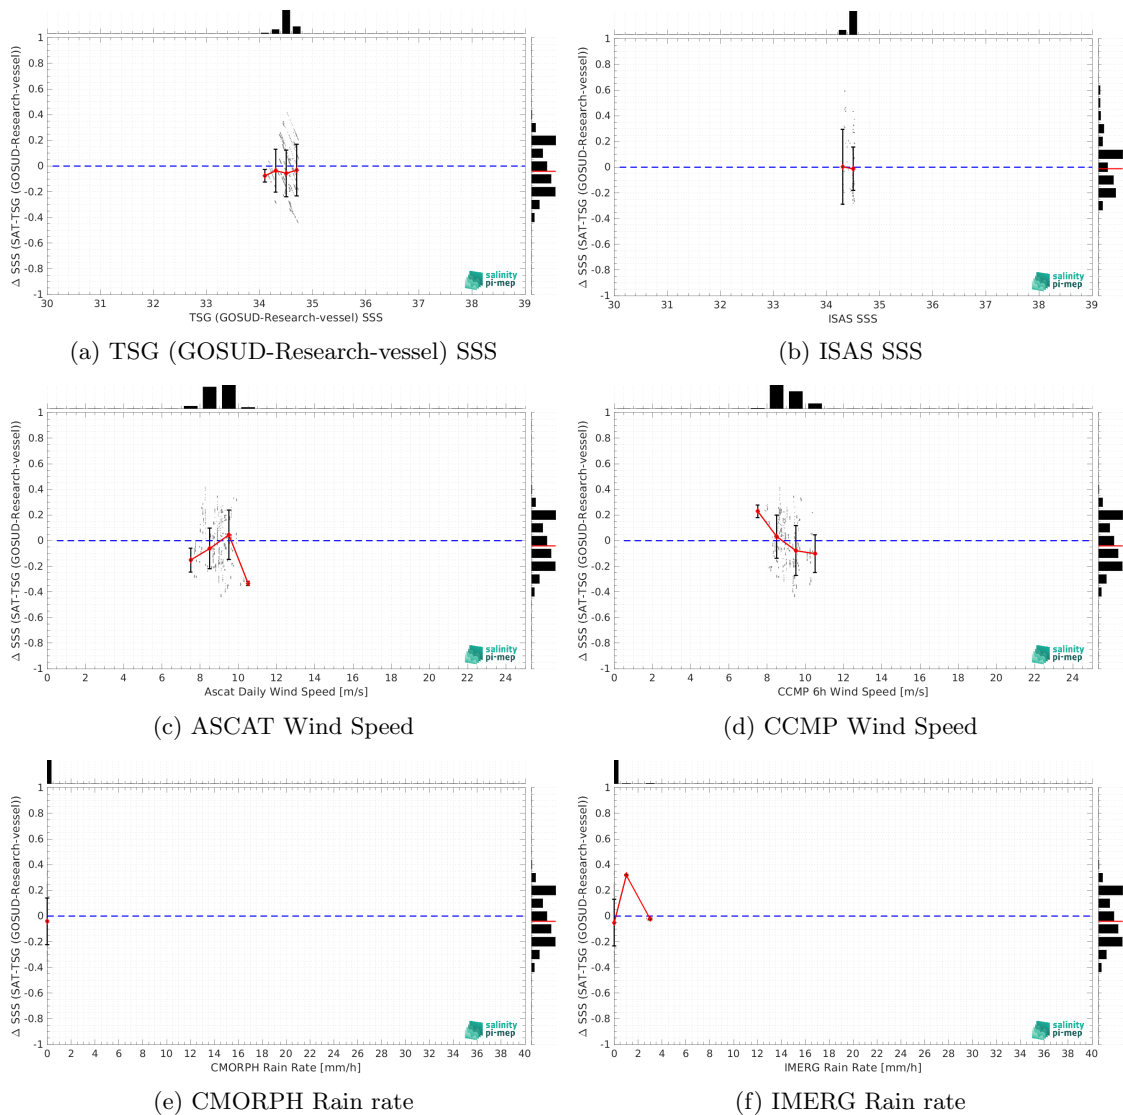 Δ SSS (SAT-TSG (GOSUD-Research-vessel))
1
0.8
0.6
0.4
0.2
0
-0.2
-0.4
-0.6
-0.8
-1
30 31 32 33 34 35 36 37 38 39
TSG (GOSUD-Research-vessel) SSS
salinity
pi-mep
(a) TSG (GOSUD-Research-vessel) SSS
Δ SSS (SAT-TSG (GOSUD-Research-vessel))
1
0.8
0.6
0.4
0.2
0
-0.2
-0.4
-0.6
-0.8
-1
30 31 32 33 34 35 36 37 38 39
ISAS SSS
salinity
pi-mep
(b) ISAS SSS
Δ SSS (SAT-TSG (GOSUD-Research-vessel))
1
0.8
0.6
0.4
0.2
0
-0.2
-0.4
-0.6
-0.8
-1
0 2 4 6 8 10 12 14 16 18 20 22 24
Ascat Daily Wind Speed [m/s]
salinity
pi-mep
(c) ASCAT Wind Speed
Δ SSS (SAT-TSG (GOSUD-Research-vessel))
1
0.8
0.6
0.4
0.2
0
-0.2
-0.4
-0.6
-0.8
-1
0 2 4 6 8 10 12 14 16 18 20 22 24
CCMP 6h Wind Speed [m/s]
salinity
pi-mep
(d) CCMP Wind Speed
Δ SSS (SAT-TSG (GOSUD-Research-vessel))
1
0.8
0.6
0.4
0.2
0
-0.2
-0.4
-0.6
-0.8
-1
0 2 4 6 8 10 12 14 16 18 20 22 24 26 28 30 32 34 36 38 40
CMORPH Rain Rate [mm/h]
salinity
pi-mep
(e) CMORPH Rain rate
Δ SSS (SAT-TSG (GOSUD-Research-vessel))
1
0.8
0.6
0.4
0.2
0
-0.2
-0.4
-0.6
-0.8
-1
0 2 4 6 8 10 12 14 16 18 20 22 24 26 28 30 32 34 36 38 40
IMERG Rain Rate [mm/h]
salinity
pi-mep
(f) IMERG Rain rate